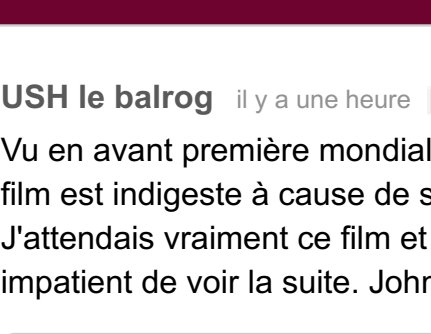 USH le balrog il y a une heure
Vu en avant première mondial
film est indigeste à cause de
J'attendais vraiment ce film et
impatient de voir la suite. John